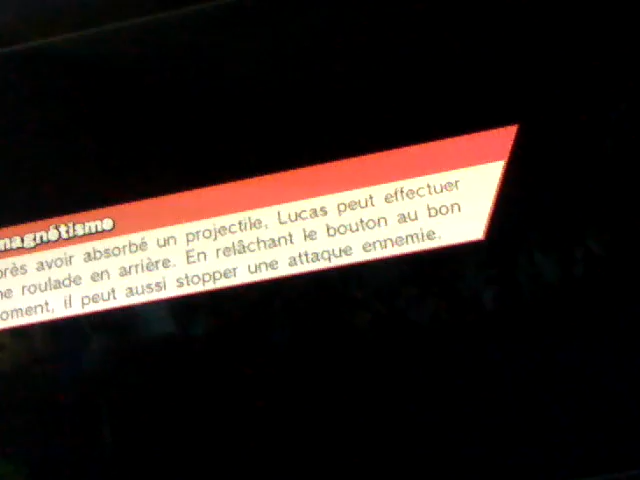 magnétisme
près avoir absorbé un projectile, Lucas peut effectuer
ne roulade en arrière. En relâchant le bouton au bon
oment, il peut aussi stopper une attaque ennemie.